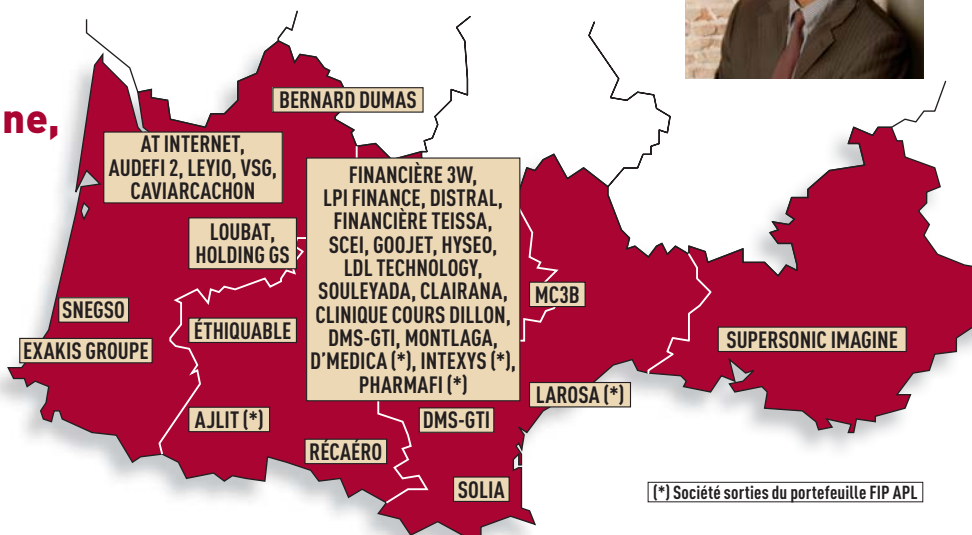 ne,
BERNARD DUMAS
AT INTERNET,
AUDEFI 2, LEYIO, VSG,
CAVIARCACHON
FINANCIÈRE 3W,
LPI FINANCE, DISTRAL,
FINANCIÈRE TEISSA,
SCEI, GOOJET, HYSEO,
LDL TECHNOLOGY,
SOULEYADA, CLAIRANA,
CLINIQUE COURS DILLON,
DMS-GTI, MONTLAGA,
D'MEDICA (*), INTEXYS (*),
PHARMAFI (*)
LOUBAT,
HOLDING GS
MC3B
SNEGSO
ÉTHIQUABLE
EXAKIS GROUPE
SUPERSONIC IMAGINE
LAROSA (*)
AJLIT (*)
DMS-GTI
RÉCAÉRO
SOLIA
(*) Société sorties du portefeuille FIP APL